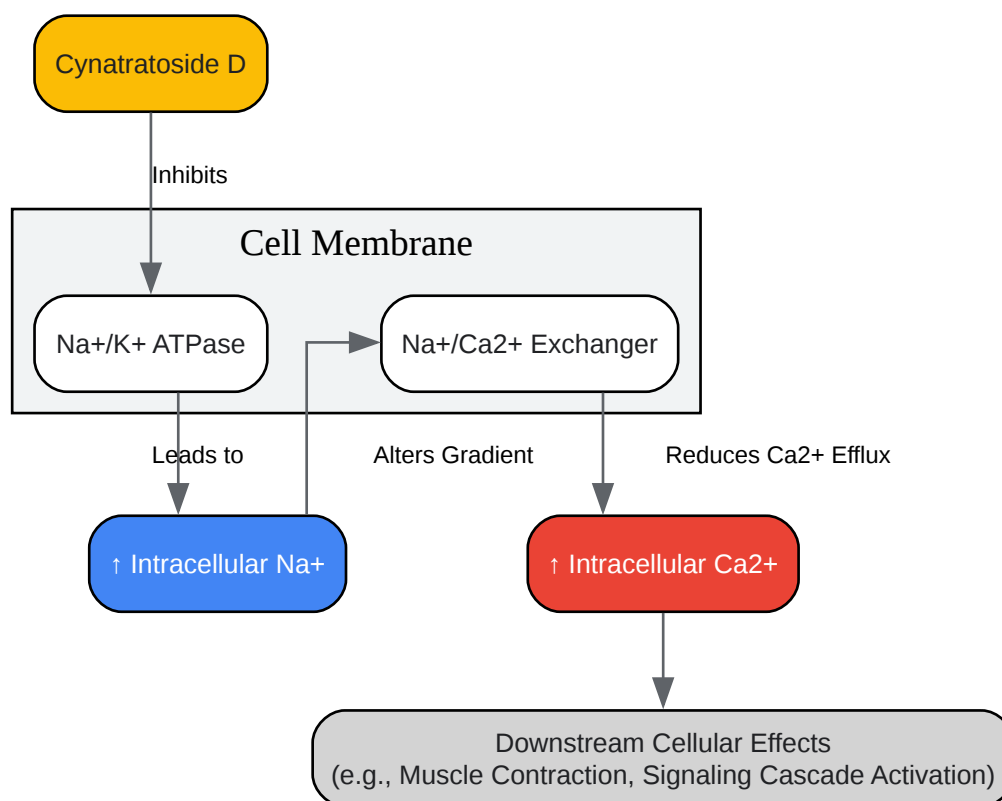 Cynatratoside D
Inhibits
Cell Membrane
Na+/K+ ATPase
Na+/Ca2+ Exchanger
Leads to
Alters Gradient
Reduces Ca2+ Efflux
↑ Intracellular Na+
↑ Intracellular Ca2+
Downstream Cellular Effects
(e.g., Muscle Contraction, Signaling Cascade Activation)